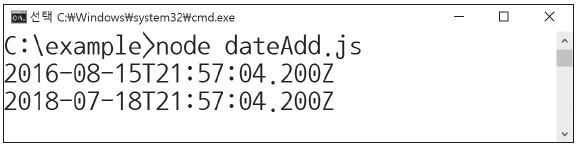 선택 C:₩Windows₩system32₩cmd.exe
C:\example>node dateAdd.js
2016-08-15T21:57:04.200Z
2018-07-18T21:57:04.200Z